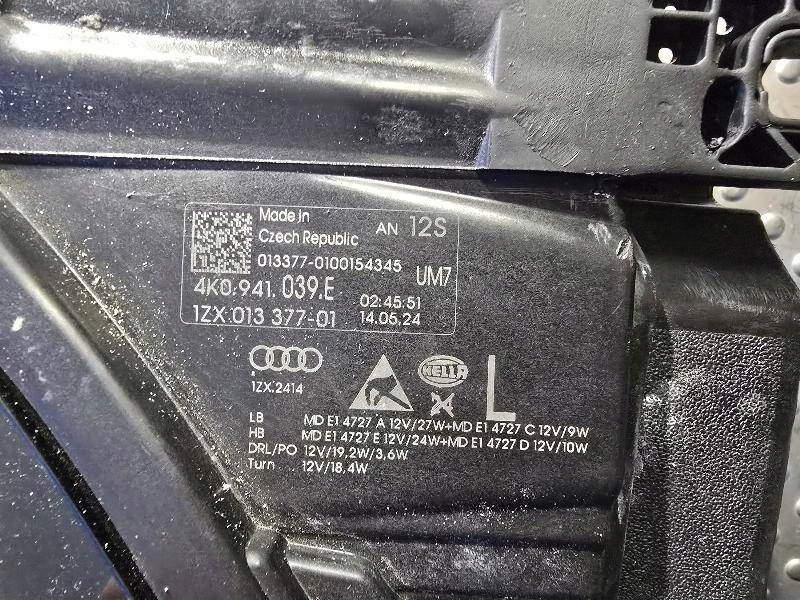 Made in
Czech Republic
AN 12S
013377-0100154345
UM7
4K0.941.039.E
02:45:51
1ZX.013 377-01
14.05.24
1ZX.2414
HELLA
L
LB MD E1 4727 A 12V/27W+MD E1 4727 C 12V/9W
HB MD E1 4727 E 12V/24W+MD E1 4727 D 12V/10W
DRL/PO 12V/19,2W/3,6W
Turn 12V/18,4W